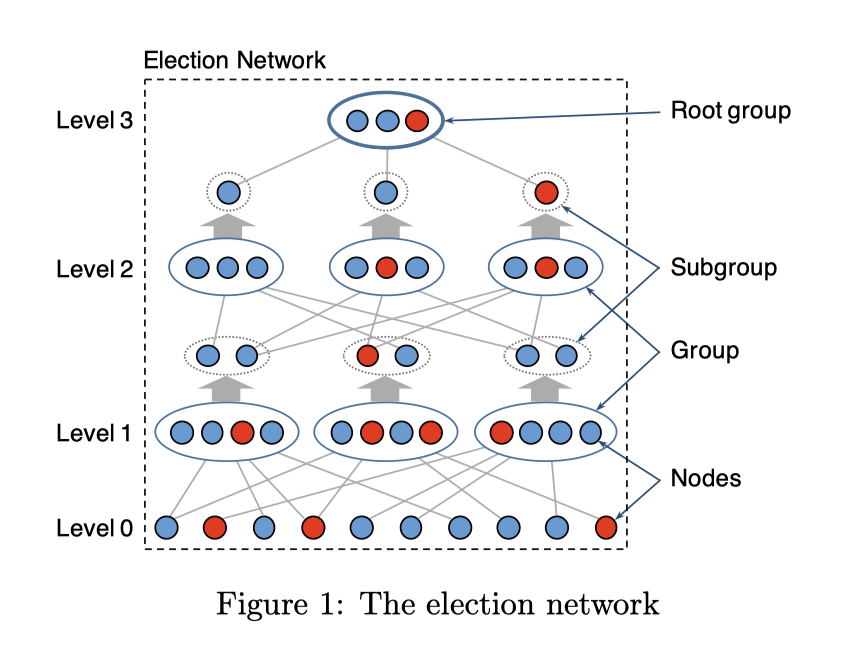 Election Network
Level 3
Root group
Level 2
Subgroup
Group
Level 1
Nodes
Level 0
Figure 1: The election network